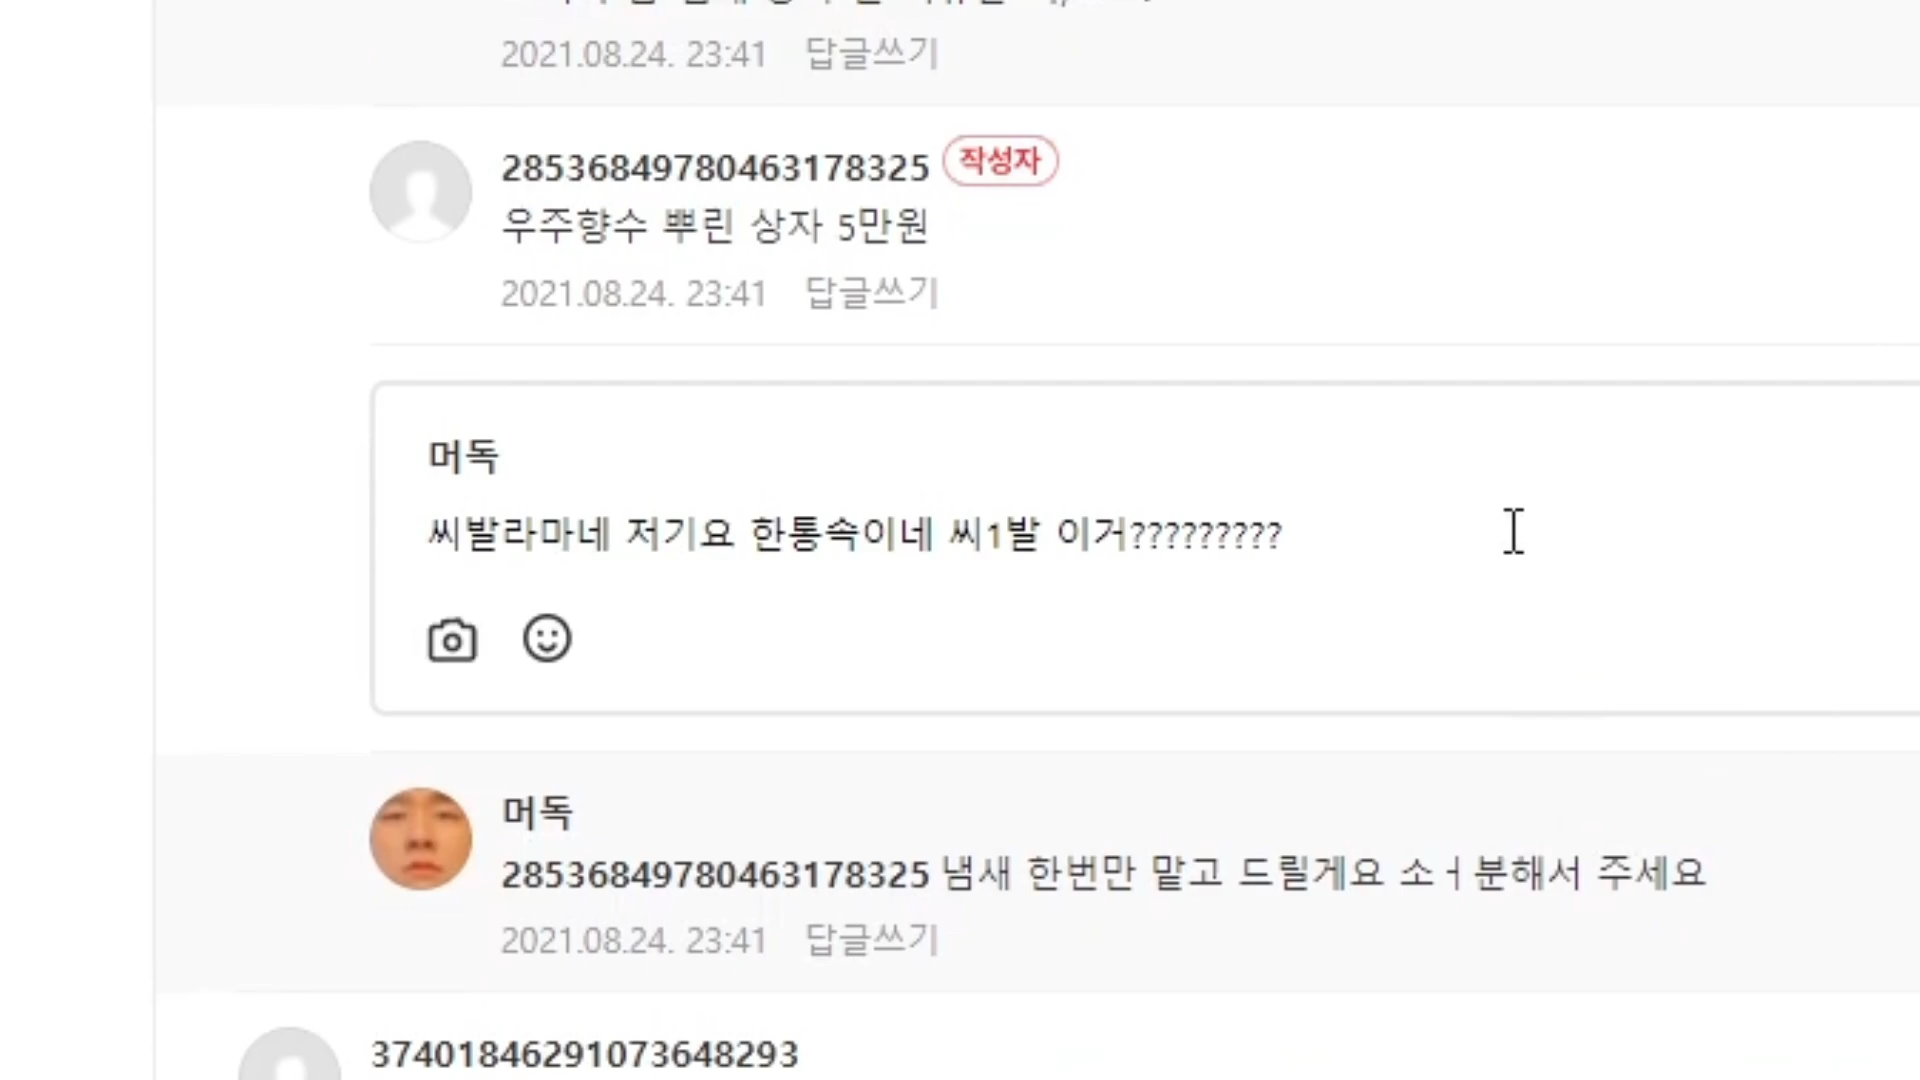 2021.08.24. 23:41 답글쓰기
28536849780463178325 작성자
우주향수 뿌린 상자 5만원
2021.08.24. 23:41 답글쓰기
머독
씨발라마네 저기요 한통속이네 씨1발 이거?????????
머독
28536849780463178325 냄새 한번만 맡고 드릴게요 소ㅓ분해서 주세요
2021.08.24. 23:41 답글쓰기
37401846291073648293